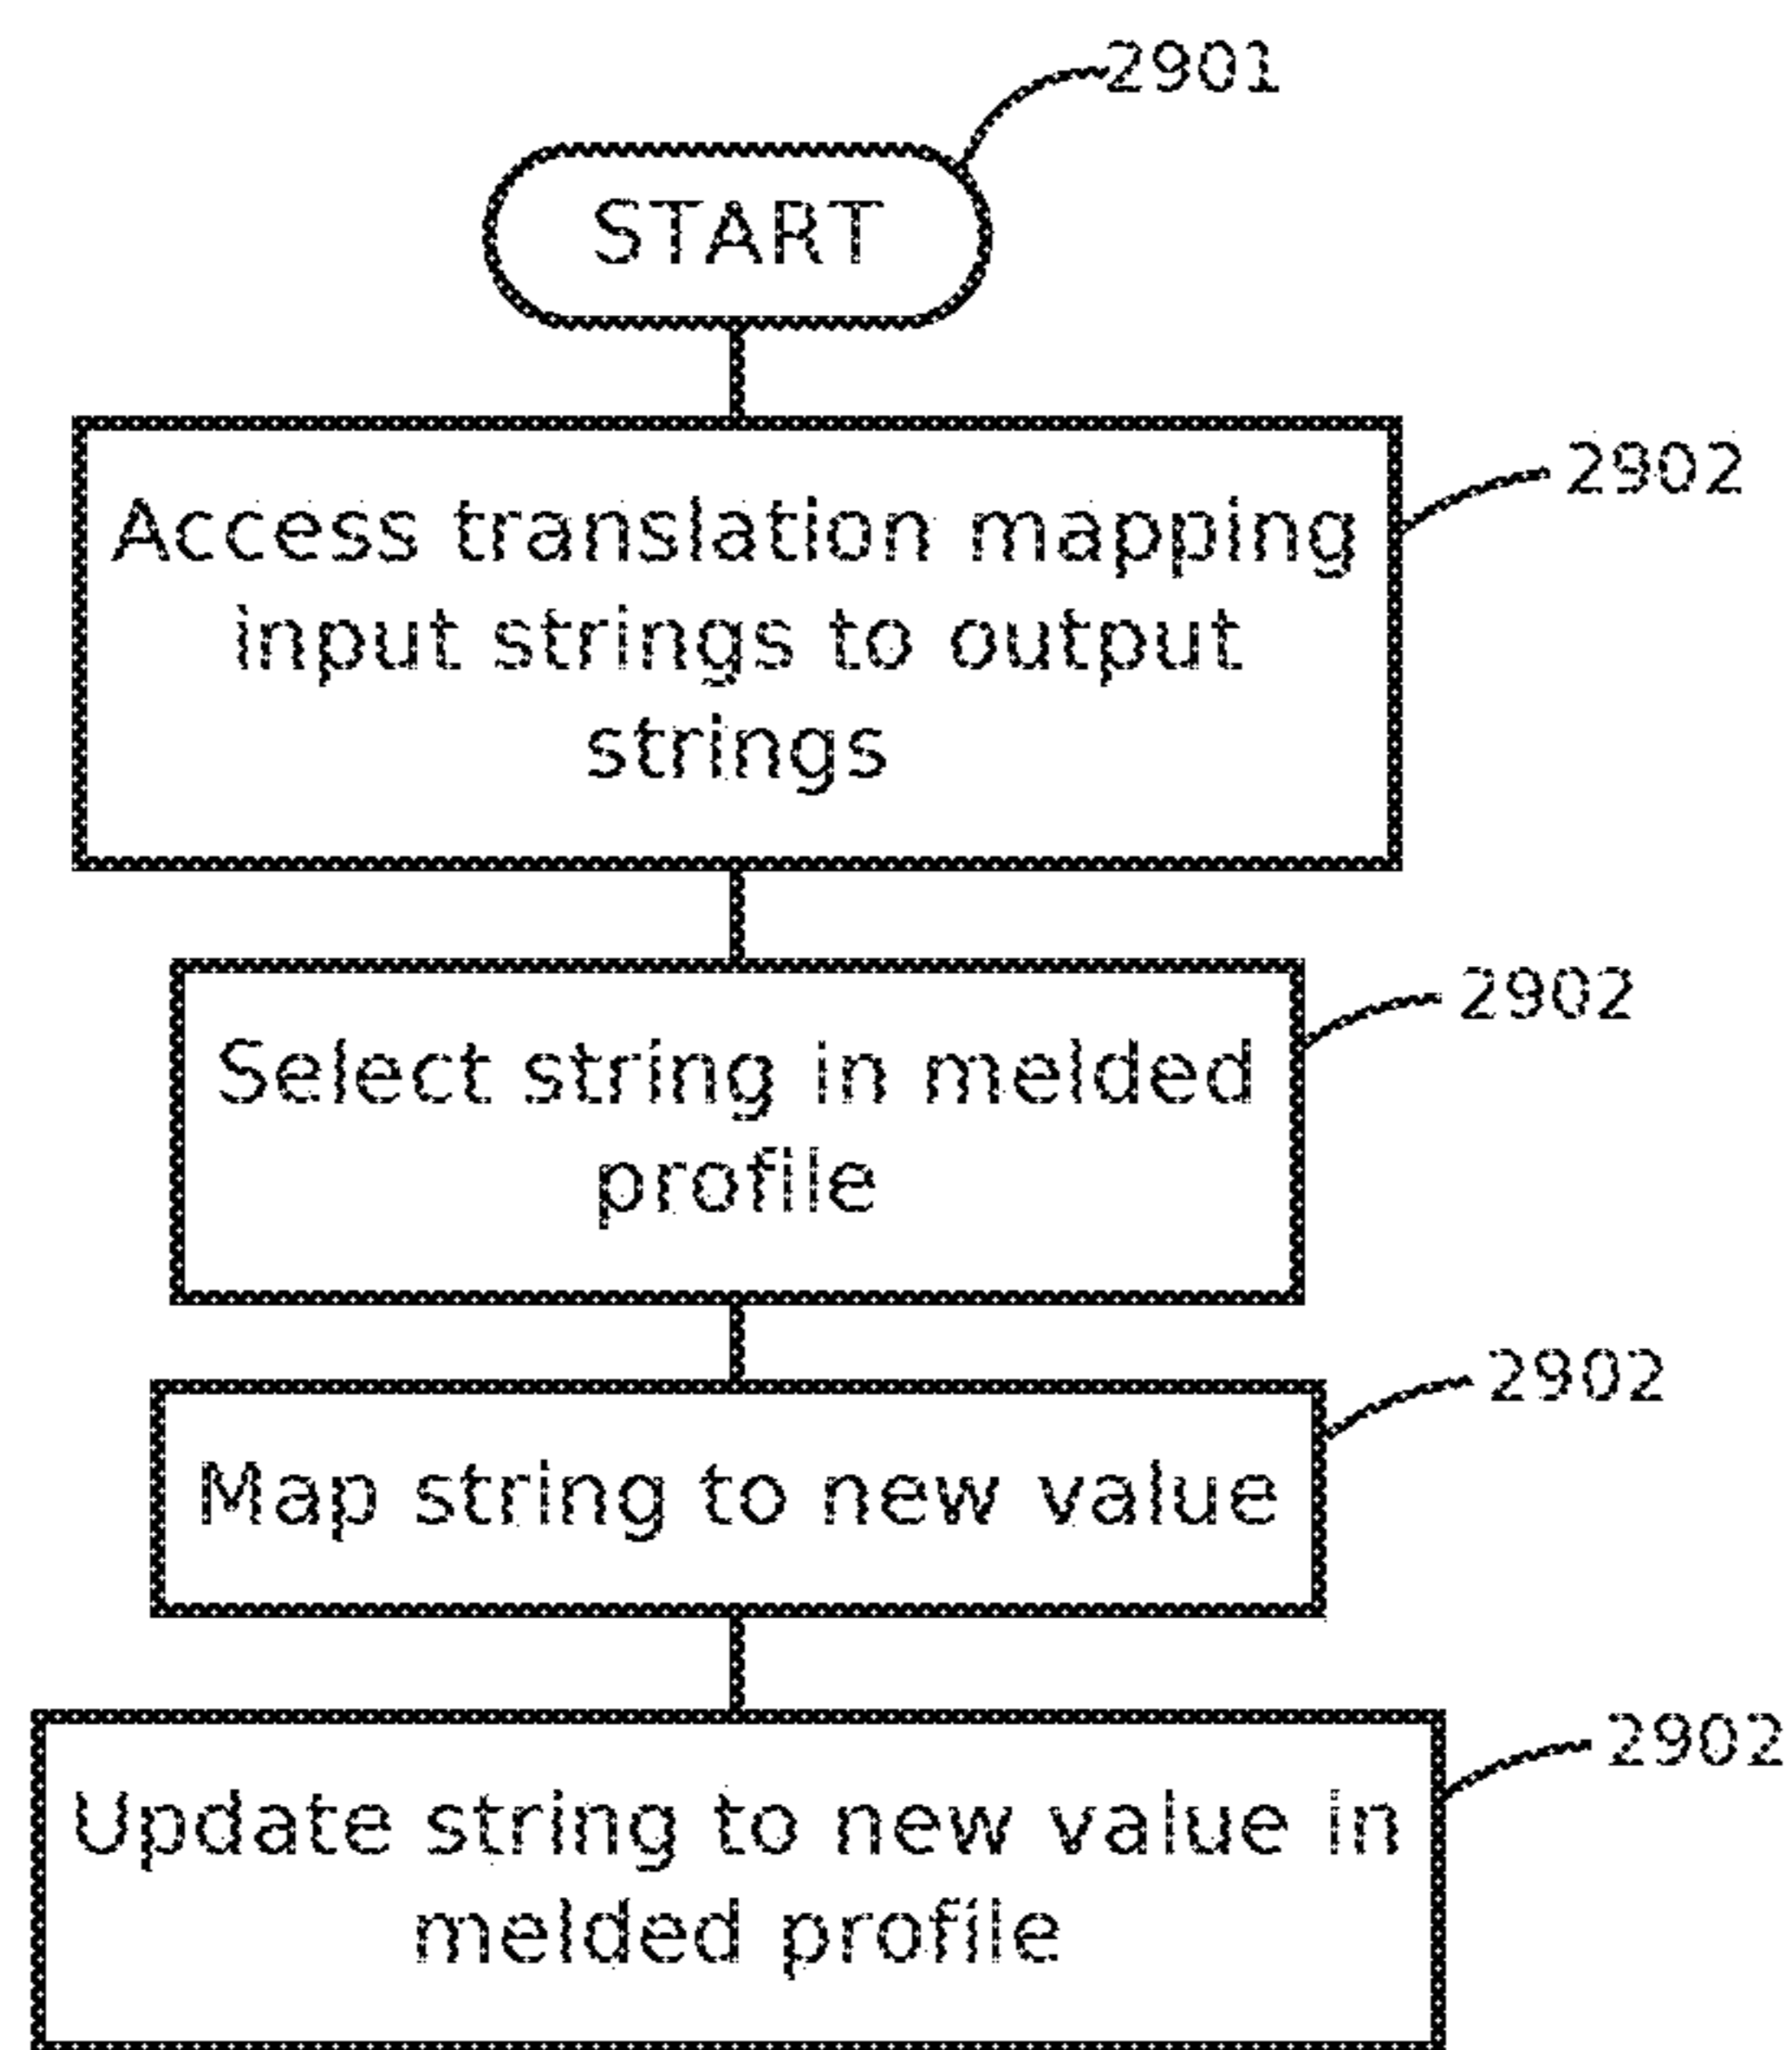 2901
START
2902
Access translation mapping
input strings to output
strings
2902
Select string in melded
profile
2902
Map string to new value
2902
Update string to new value in
melded profile